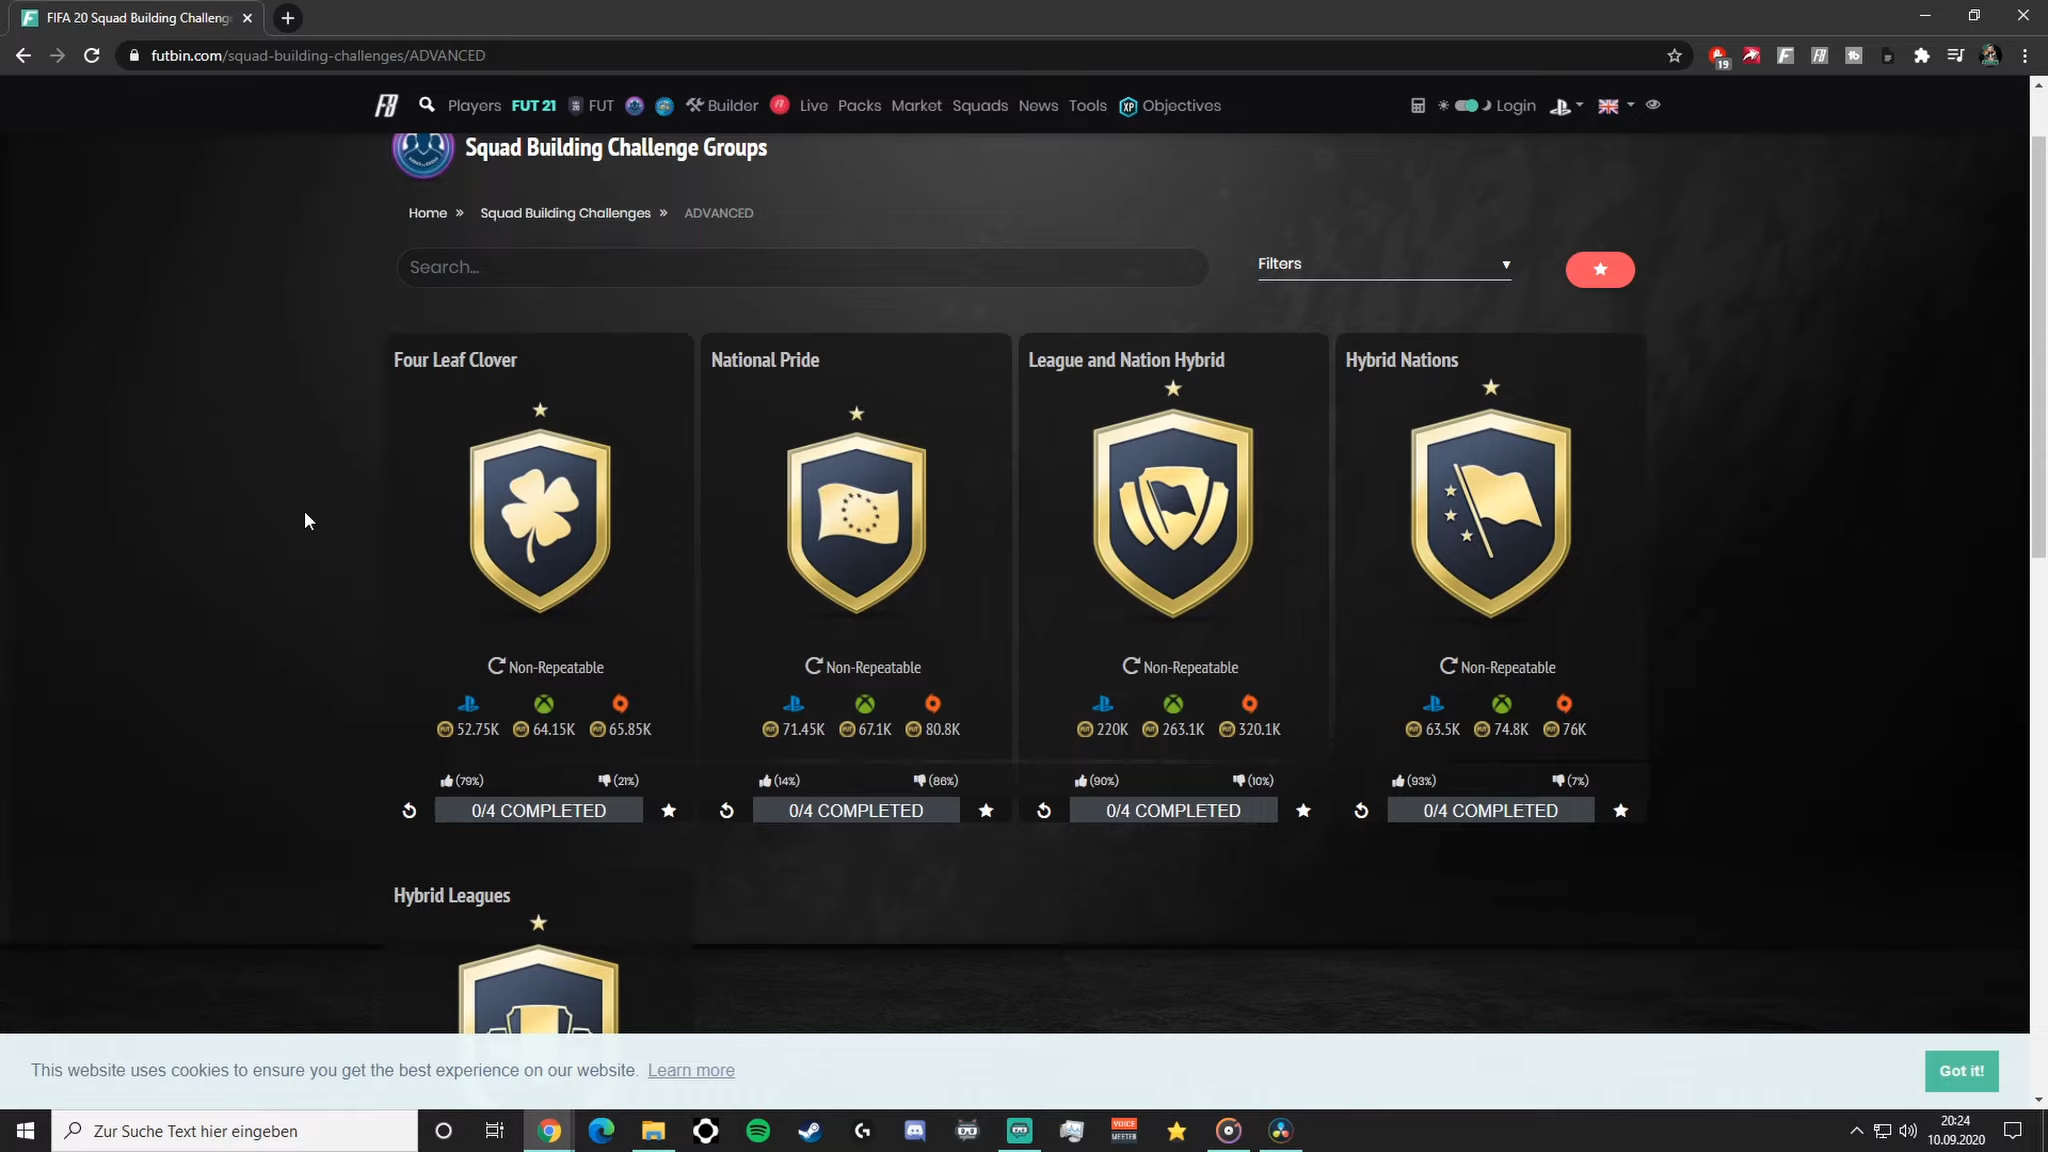 FIFA 20 Squad Building Challeng
futbin.com/squad-building-challenges/ADVANCED
19
Players FUT 21 FUT Builder Live Packs Market Squads News Tools XP Objectives Login
Squad Building Challenge Groups
Home » Squad Building Challenges » ADVANCED
Search...
Filters
Four Leaf Clover
National Pride
League and Nation Hybrid
Hybrid Nations
Non-Repeatable
Non-Repeatable
Non-Repeatable
Non-Repeatable
52.75K 64.15K 65.85K
71.45K 67.1K 80.8K
220K 263.1K 320.1K
63.5K 74.8K 76K
(79%) (21%)
(14%) (86%)
(90%) (10%)
(93%) (7%)
0/4 COMPLETED
0/4 COMPLETED
0/4 COMPLETED
0/4 COMPLETED
Hybrid Leagues
This website uses cookies to ensure you get the best experience on our website. Learn more
Got it!
Zur Suche Text hier eingeben
VOICE
MEETER
20:24
10.09.2020